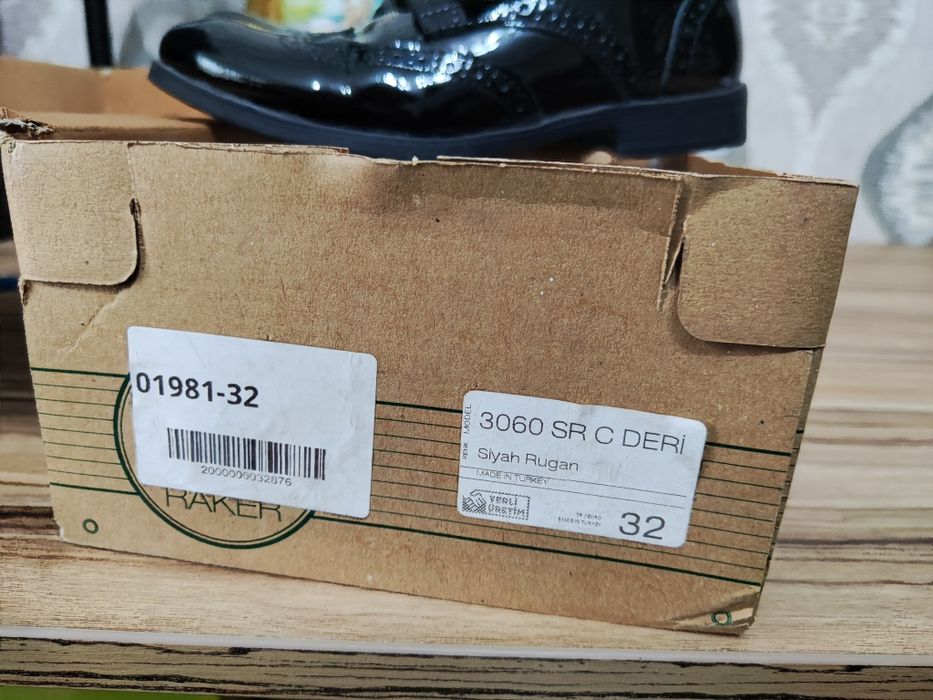 01981-32
2000000032876
RAKER
MODEL 3060 SR C DERİ
RENK Siyah Rugan
MADE IN TURKEY
YERLİ
ÜRETİM
32